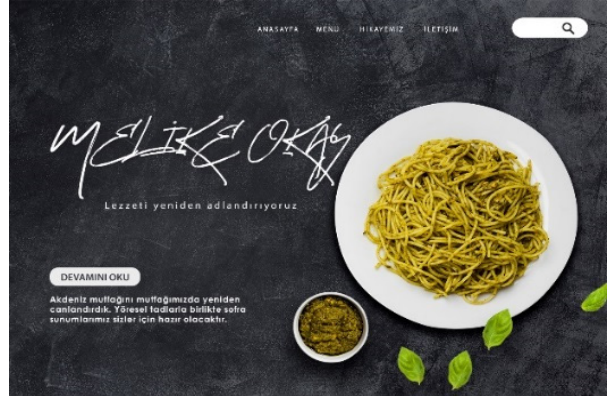 ANASAYFA MENÜ HİKAYEMİZ İLETİŞİM
MELİKE OKAY
Lezzeti yeniden adlandırıyoruz
DEVAMINI OKU
Akdeniz mutfağını mutfağımızda yeniden
canlandırdık. Yöresel tadlarla birlikte sofra
sunumlarımız sizler için hazır olacaktır.